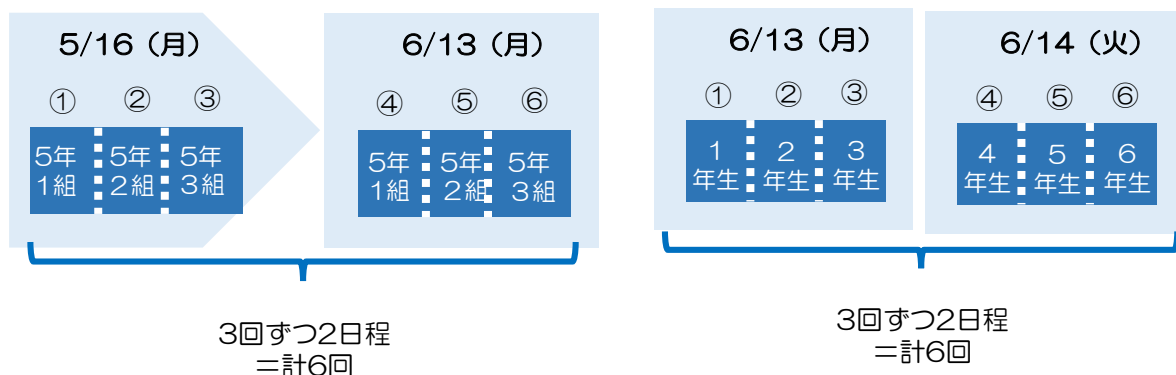 5/16（月）
① ② ③
5年
1組
5年
2組
5年
3組
6/13（月）
④ ⑤ ⑥
5年
1組
5年
2組
5年
3組
3回ずつ2日程
＝計6回
6/13（月）
① ② ③
1
年生
2
年生
3
年生
6/14（火）
④ ⑤ ⑥
4
年生
5
年生
6
年生
3回ずつ2日程
＝計6回